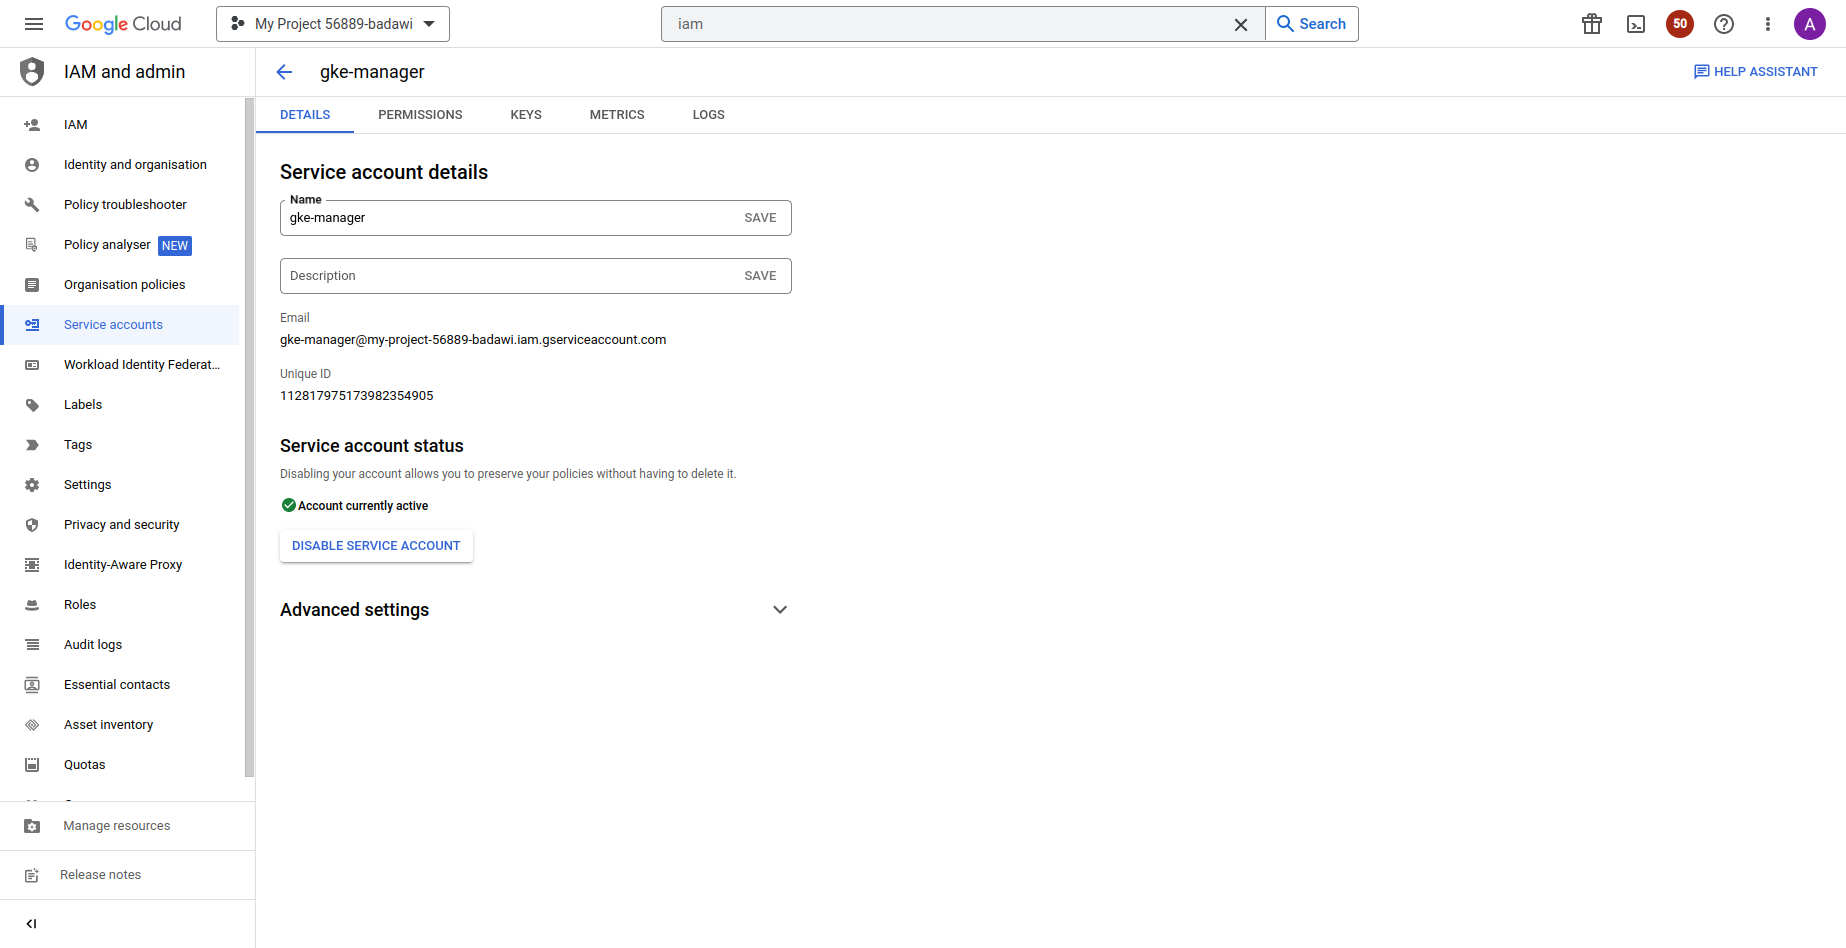 Google Cloud
My Project 56889-badawi
iam
Search
50
A
IAM and admin
gke-manager
HELP ASSISTANT
DETAILS
PERMISSIONS
KEYS
METRICS
LOGS
IAM
Identity and organisation
Policy troubleshooter
Policy analyser NEW
Organisation policies
Service accounts
Workload Identity Federat...
Labels
Tags
Settings
Privacy and security
Identity-Aware Proxy
Roles
Audit logs
Essential contacts
Asset inventory
Quotas
Manage resources
Release notes
Service account details
Name
gke-manager
SAVE
Description
SAVE
Email
gke-manager@my-project-56889-badawi.iam.gserviceaccount.com
Unique ID
112817975173982354905
Service account status
Disabling your account allows you to preserve your policies without having to delete it.
Account currently active
DISABLE SERVICE ACCOUNT
Advanced settings